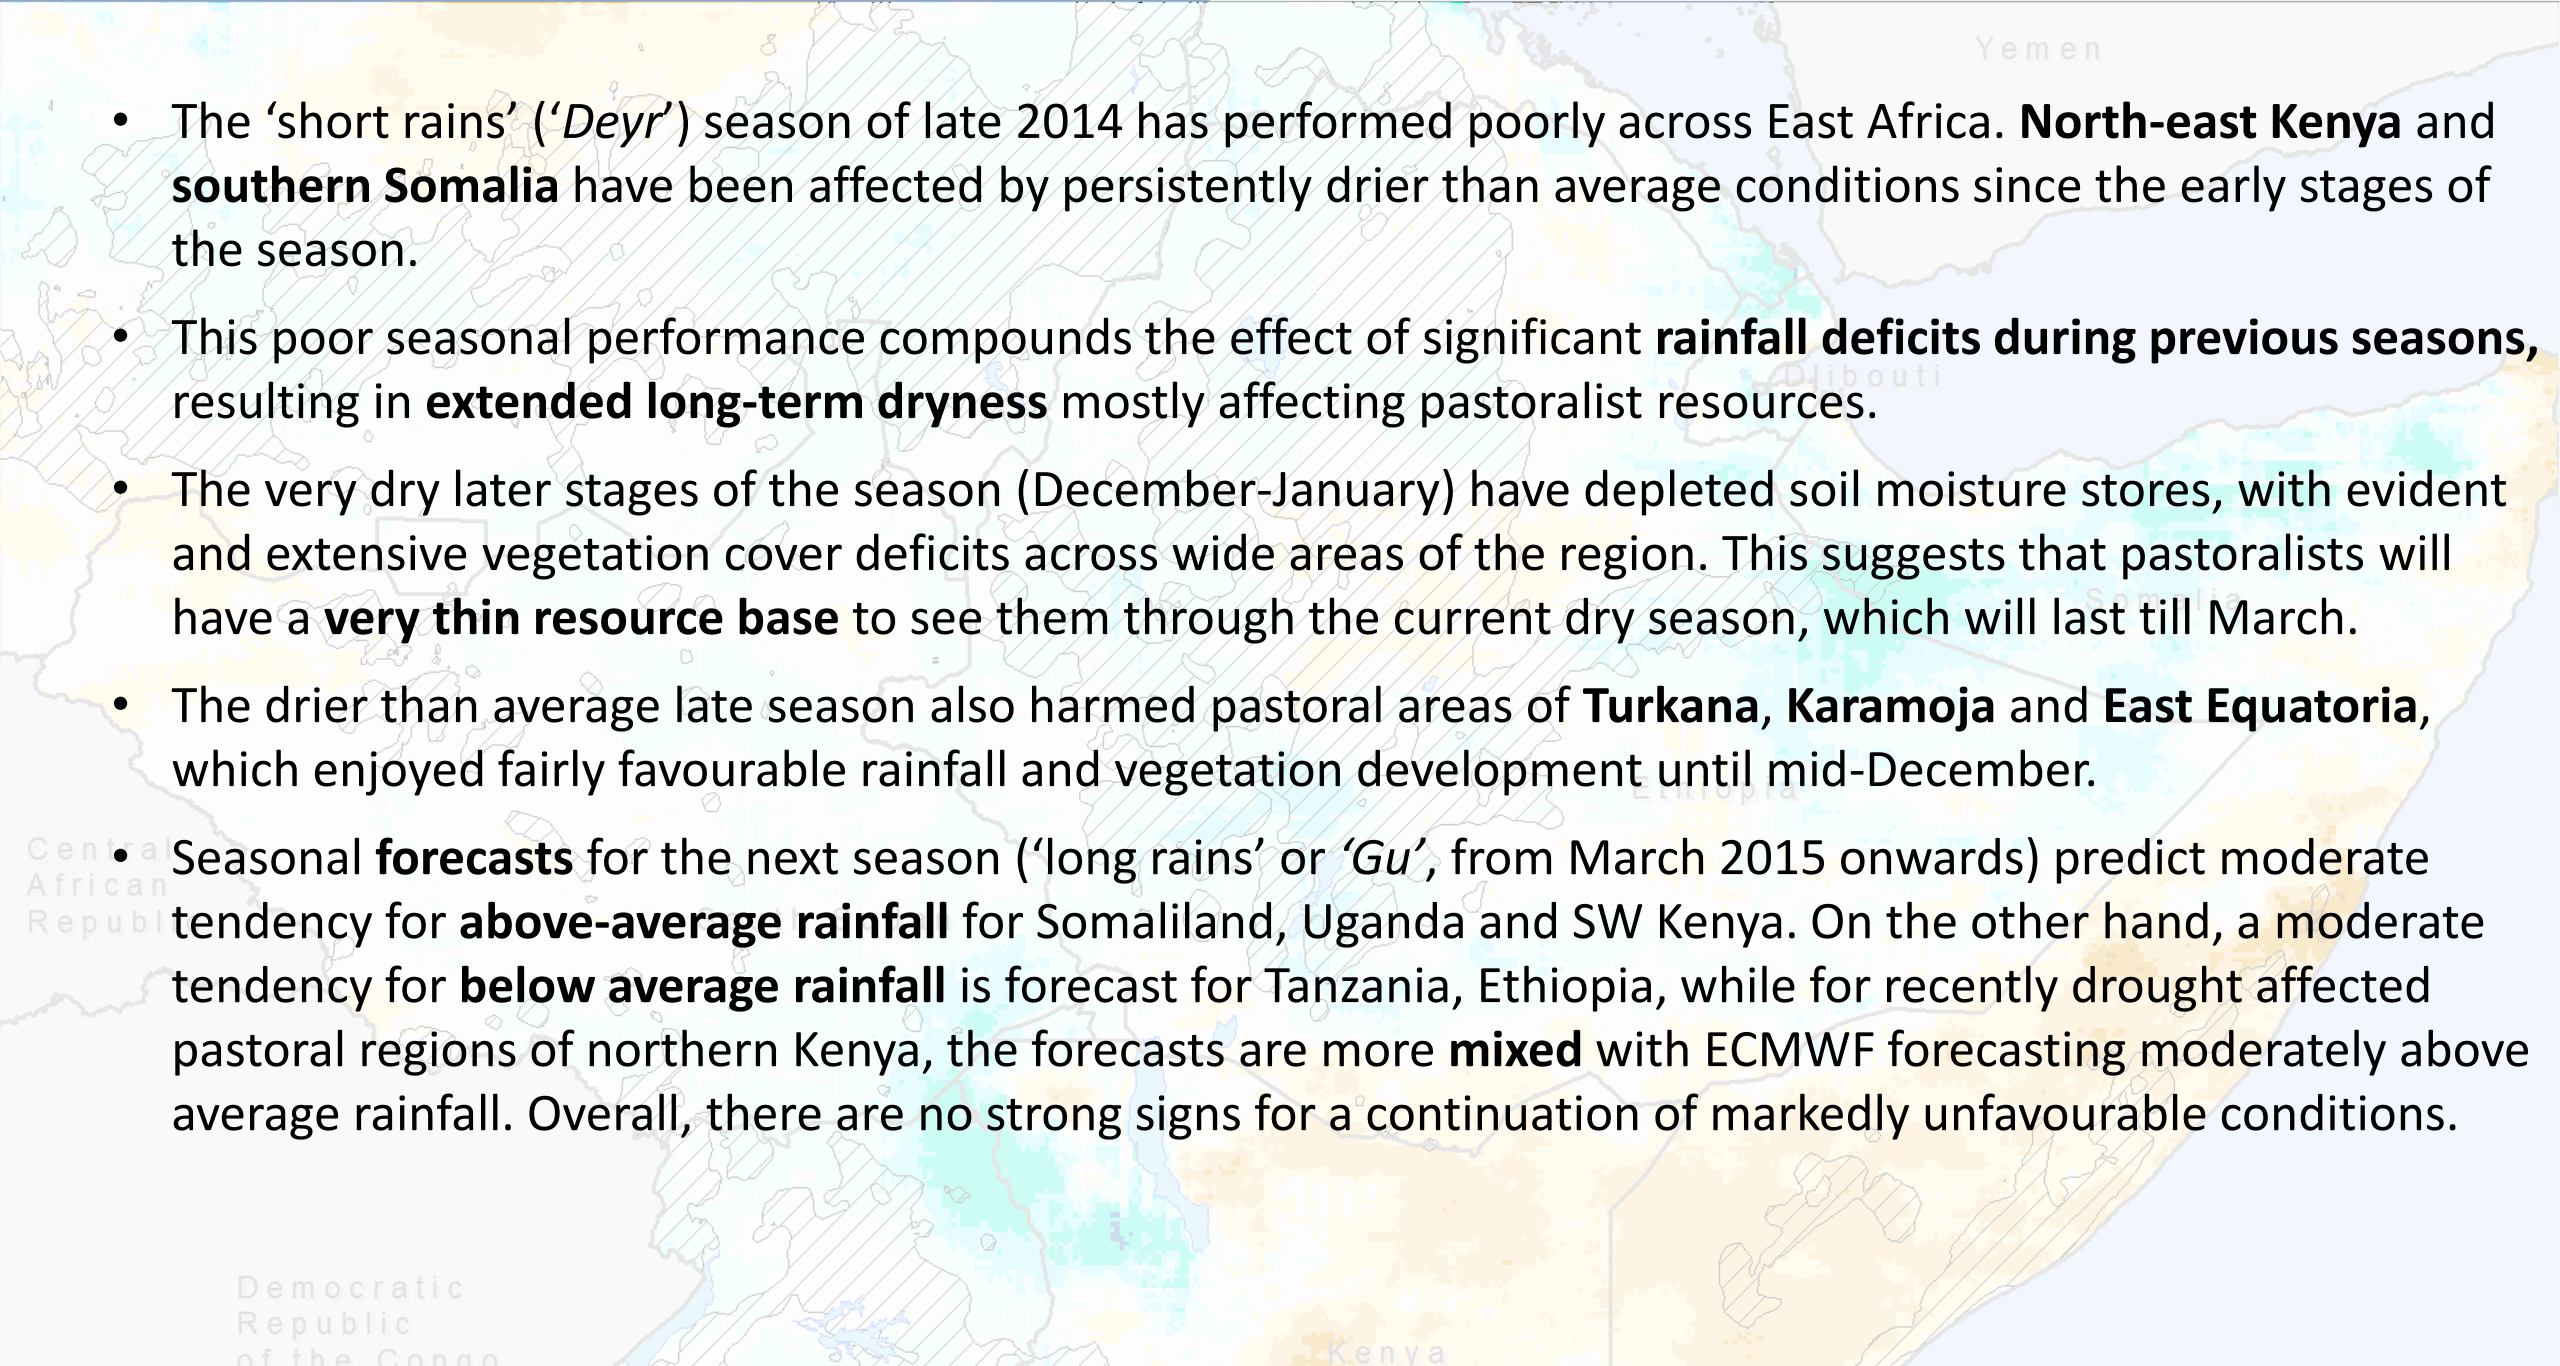 Yemen
• The ‘short rains’ (‘Deyr’) season of late 2014 has performed poorly across East Africa. North-east Kenya and
southern Somalia have been affected by persistently drier than average conditions since the early stages of
the season.
• This poor seasonal performance compounds the effect of significant rainfall deficits during previous seasons,
Djibouti
resulting in extended long-term dryness mostly affecting pastoralist resources.
• The very dry later stages of the season (December-January) have depleted soil moisture stores, with evident
and extensive vegetation cover deficits across wide areas of the region. This suggests that pastoralists will
Somalia
have a very thin resource base to see them through the current dry season, which will last till March.
• The drier than average late season also harmed pastoral areas of Turkana, Karamoja and East Equatoria,
which enjoyed fairly favourable rainfall and vegetation development until mid-December.
Ethiopia
• Seasonal forecasts for the next season (‘long rains’ or ‘Gu’, from March 2015 onwards) predict moderate
tendency for above-average rainfall for Somaliland, Uganda and SW Kenya. On the other hand, a moderate
tendency for below average rainfall is forecast for Tanzania, Ethiopia, while for recently drought affected
pastoral regions of northern Kenya, the forecasts are more mixed with ECMWF forecasting moderately above
average rainfall. Overall, there are no strong signs for a continuation of markedly unfavourable conditions.
Central
African
Democratic
Republic
of the Congo
Kenya